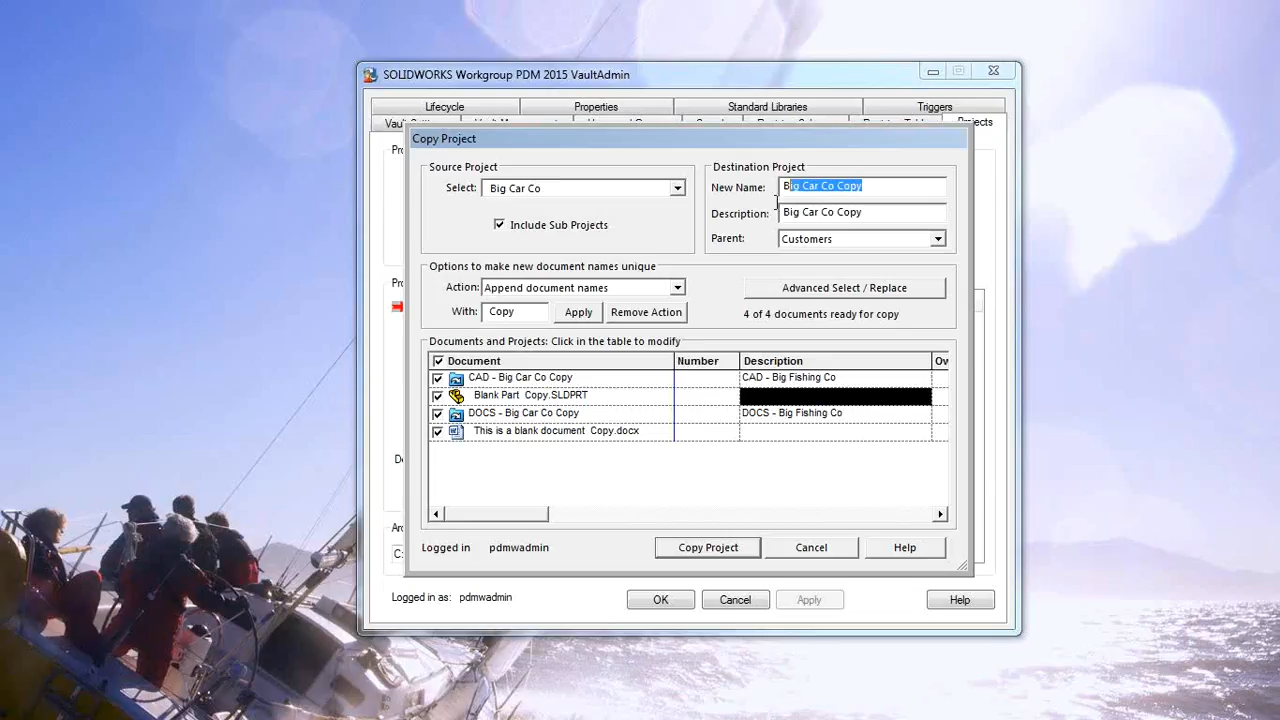 SOLIDWORKS Workgroup PDM 2015 VaultAdmin
Lifecycle Properties Standard Libraries Triggers
Projects
Copy Project
Source Project
Select: Big Car Co
Include Sub Projects
Destination Project
New Name: Big Car Co Copy
Description: Big Car Co Copy
Parent: Customers
Options to make new document names unique
Action: Append document names
With: Copy Apply Remove Action
Advanced Select / Replace
4 of 4 documents ready for copy
Documents and Projects: Click in the table to modify
Document Number Description Ow
CAD - Big Car Co Copy CAD - Big Fishing Co
Blank Part Copy.SLDPRT
DOCS - Big Car Co Copy DOCS - Big Fishing Co
This is a blank document Copy.docx
Logged in pdmwadmin
Copy Project Cancel Help
Logged in as: pdmwadmin
OK Cancel Apply Help